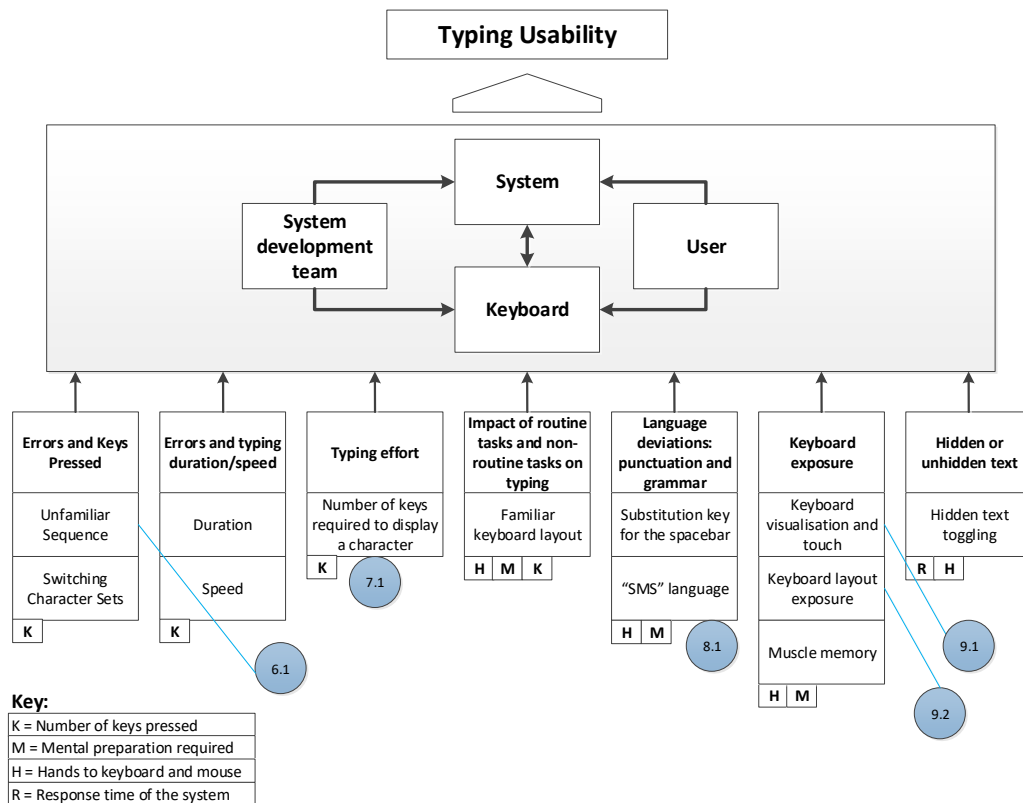 Typing Usability
System
System
development
team
User
Keyboard
Errors and Keys
Pressed
Unfamiliar
Sequence
Switching
Character Sets
K
Errors and typing
duration/speed
Duration
Speed
K
Typing effort
Number of keys
required to display
a character
K
7.1
Impact of routine
tasks and non-
routine tasks on
typing
Familiar
keyboard layout
H M K
Language
deviations:
punctuation and
grammar
Substitution key
for the spacebar
“SMS” language
H M
8.1
Keyboard
exposure
Keyboard
visualisation and
touch
Keyboard layout
exposure
Muscle memory
H M
Hidden or
unhidden text
Hidden text
toggling
R H
6.1
9.1
9.2
Key:
K = Number of keys pressed
M = Mental preparation required
H = Hands to keyboard and mouse
R = Response time of the system